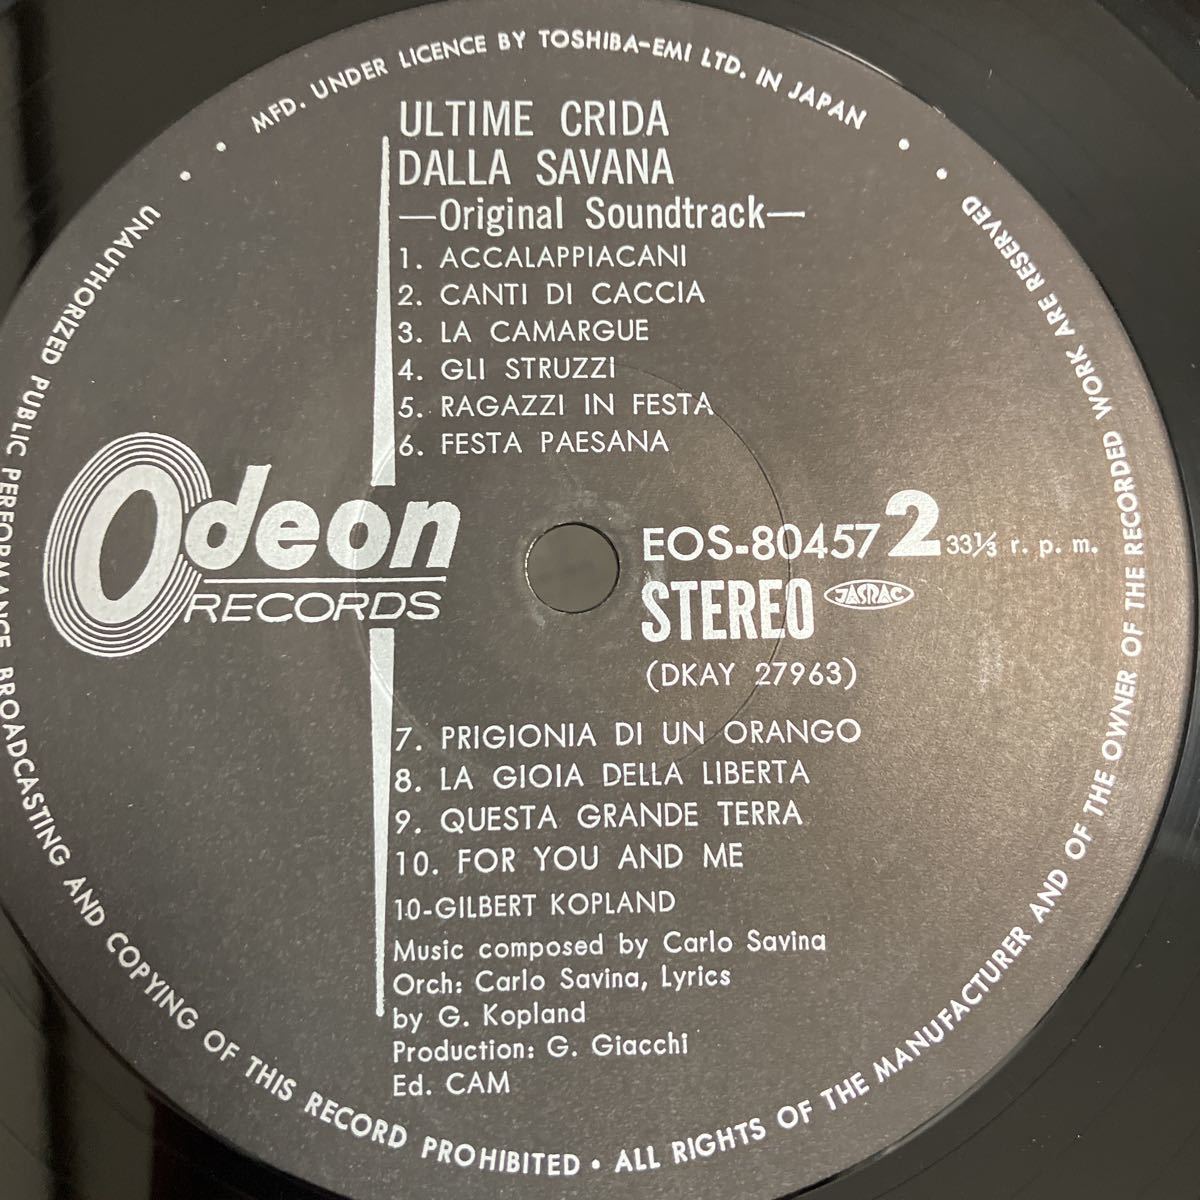 MFD. UNDER LICENCE BY TOSHIBA-EMI LTD. IN JAPAN
ULTIME CRIDA
DALLA SAVANA
—Original Soundtrack—
1. ACCALAPPIACANI
2. CANTI DI CACCIA
3. LA CAMARGUE
4. GLI STRUZZI
5. RAGAZZI IN FESTA
6. FESTA PAESANA
Odeon
RECORDS
EOS-80457 2 33⅓ r. p. m.
STEREO JASRAC
(DKAY 27963)
7. PRIGIONIA DI UN ORANGO
8. LA GIOIA DELLA LIBERTA
9. QUESTA GRANDE TERRA
10. FOR YOU AND ME
10-GILBERT KOPLAND
Music composed by Carlo Savina
Orch: Carlo Savina, Lyrics
by G. Kopland
Production: G. Giacchi
Ed. CAM
UNAUTHORIZED PUBLIC PERFORMANCE BROADCASTING AND COPYING OF THIS RECORD PROHIBITED • ALL RIGHTS OF THE MANUFACTURER AND OF THE OWNER OF THE RECORDED WORK ARE RESERVED